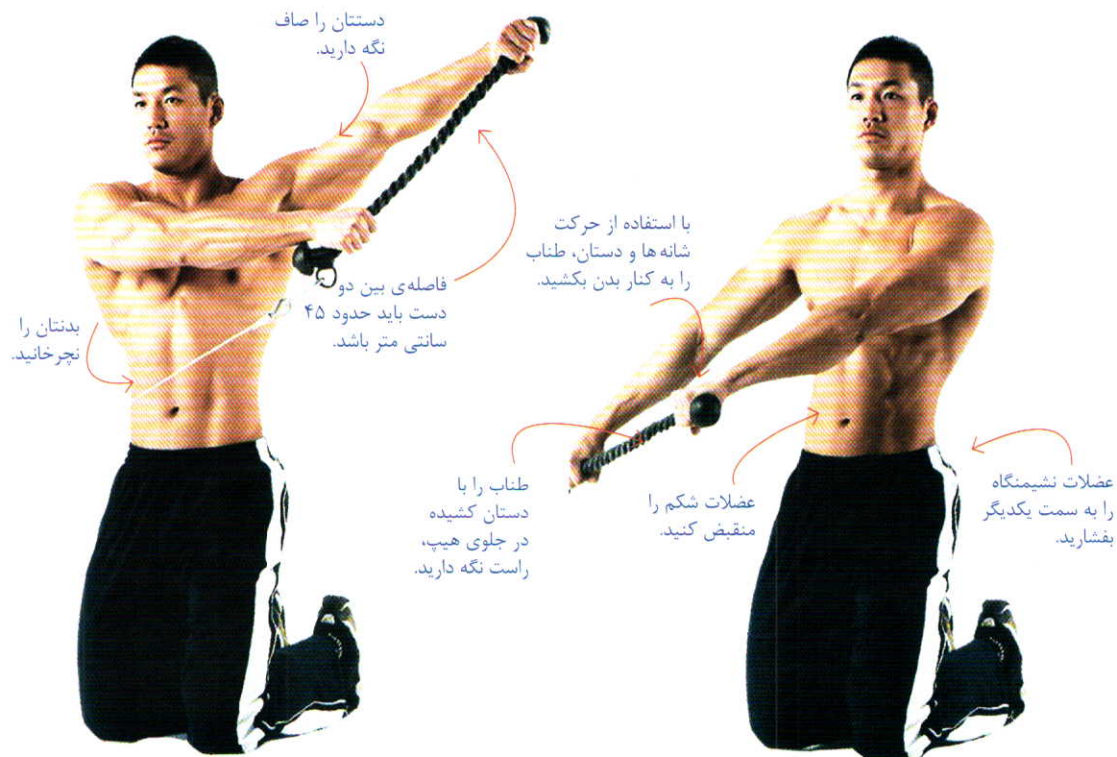 دستتان را صاف
نگه دارید.
فاصله‌ی بین دو
دست باید حدود ۴۵
سانتی متر باشد.
بدنتان را
نچرخانید.
با استفاده از حرکت
شانه ها و دستان، طناب
را به کنار بدن بکشید.
طناب را با
دستان کشیده
در جلوی هیپ،
راست نگه دارید.
عضلات شکم را
منقبض کنید.
عضلات نشیمنگاه
را به سمت یکدیگر
بفشارید.